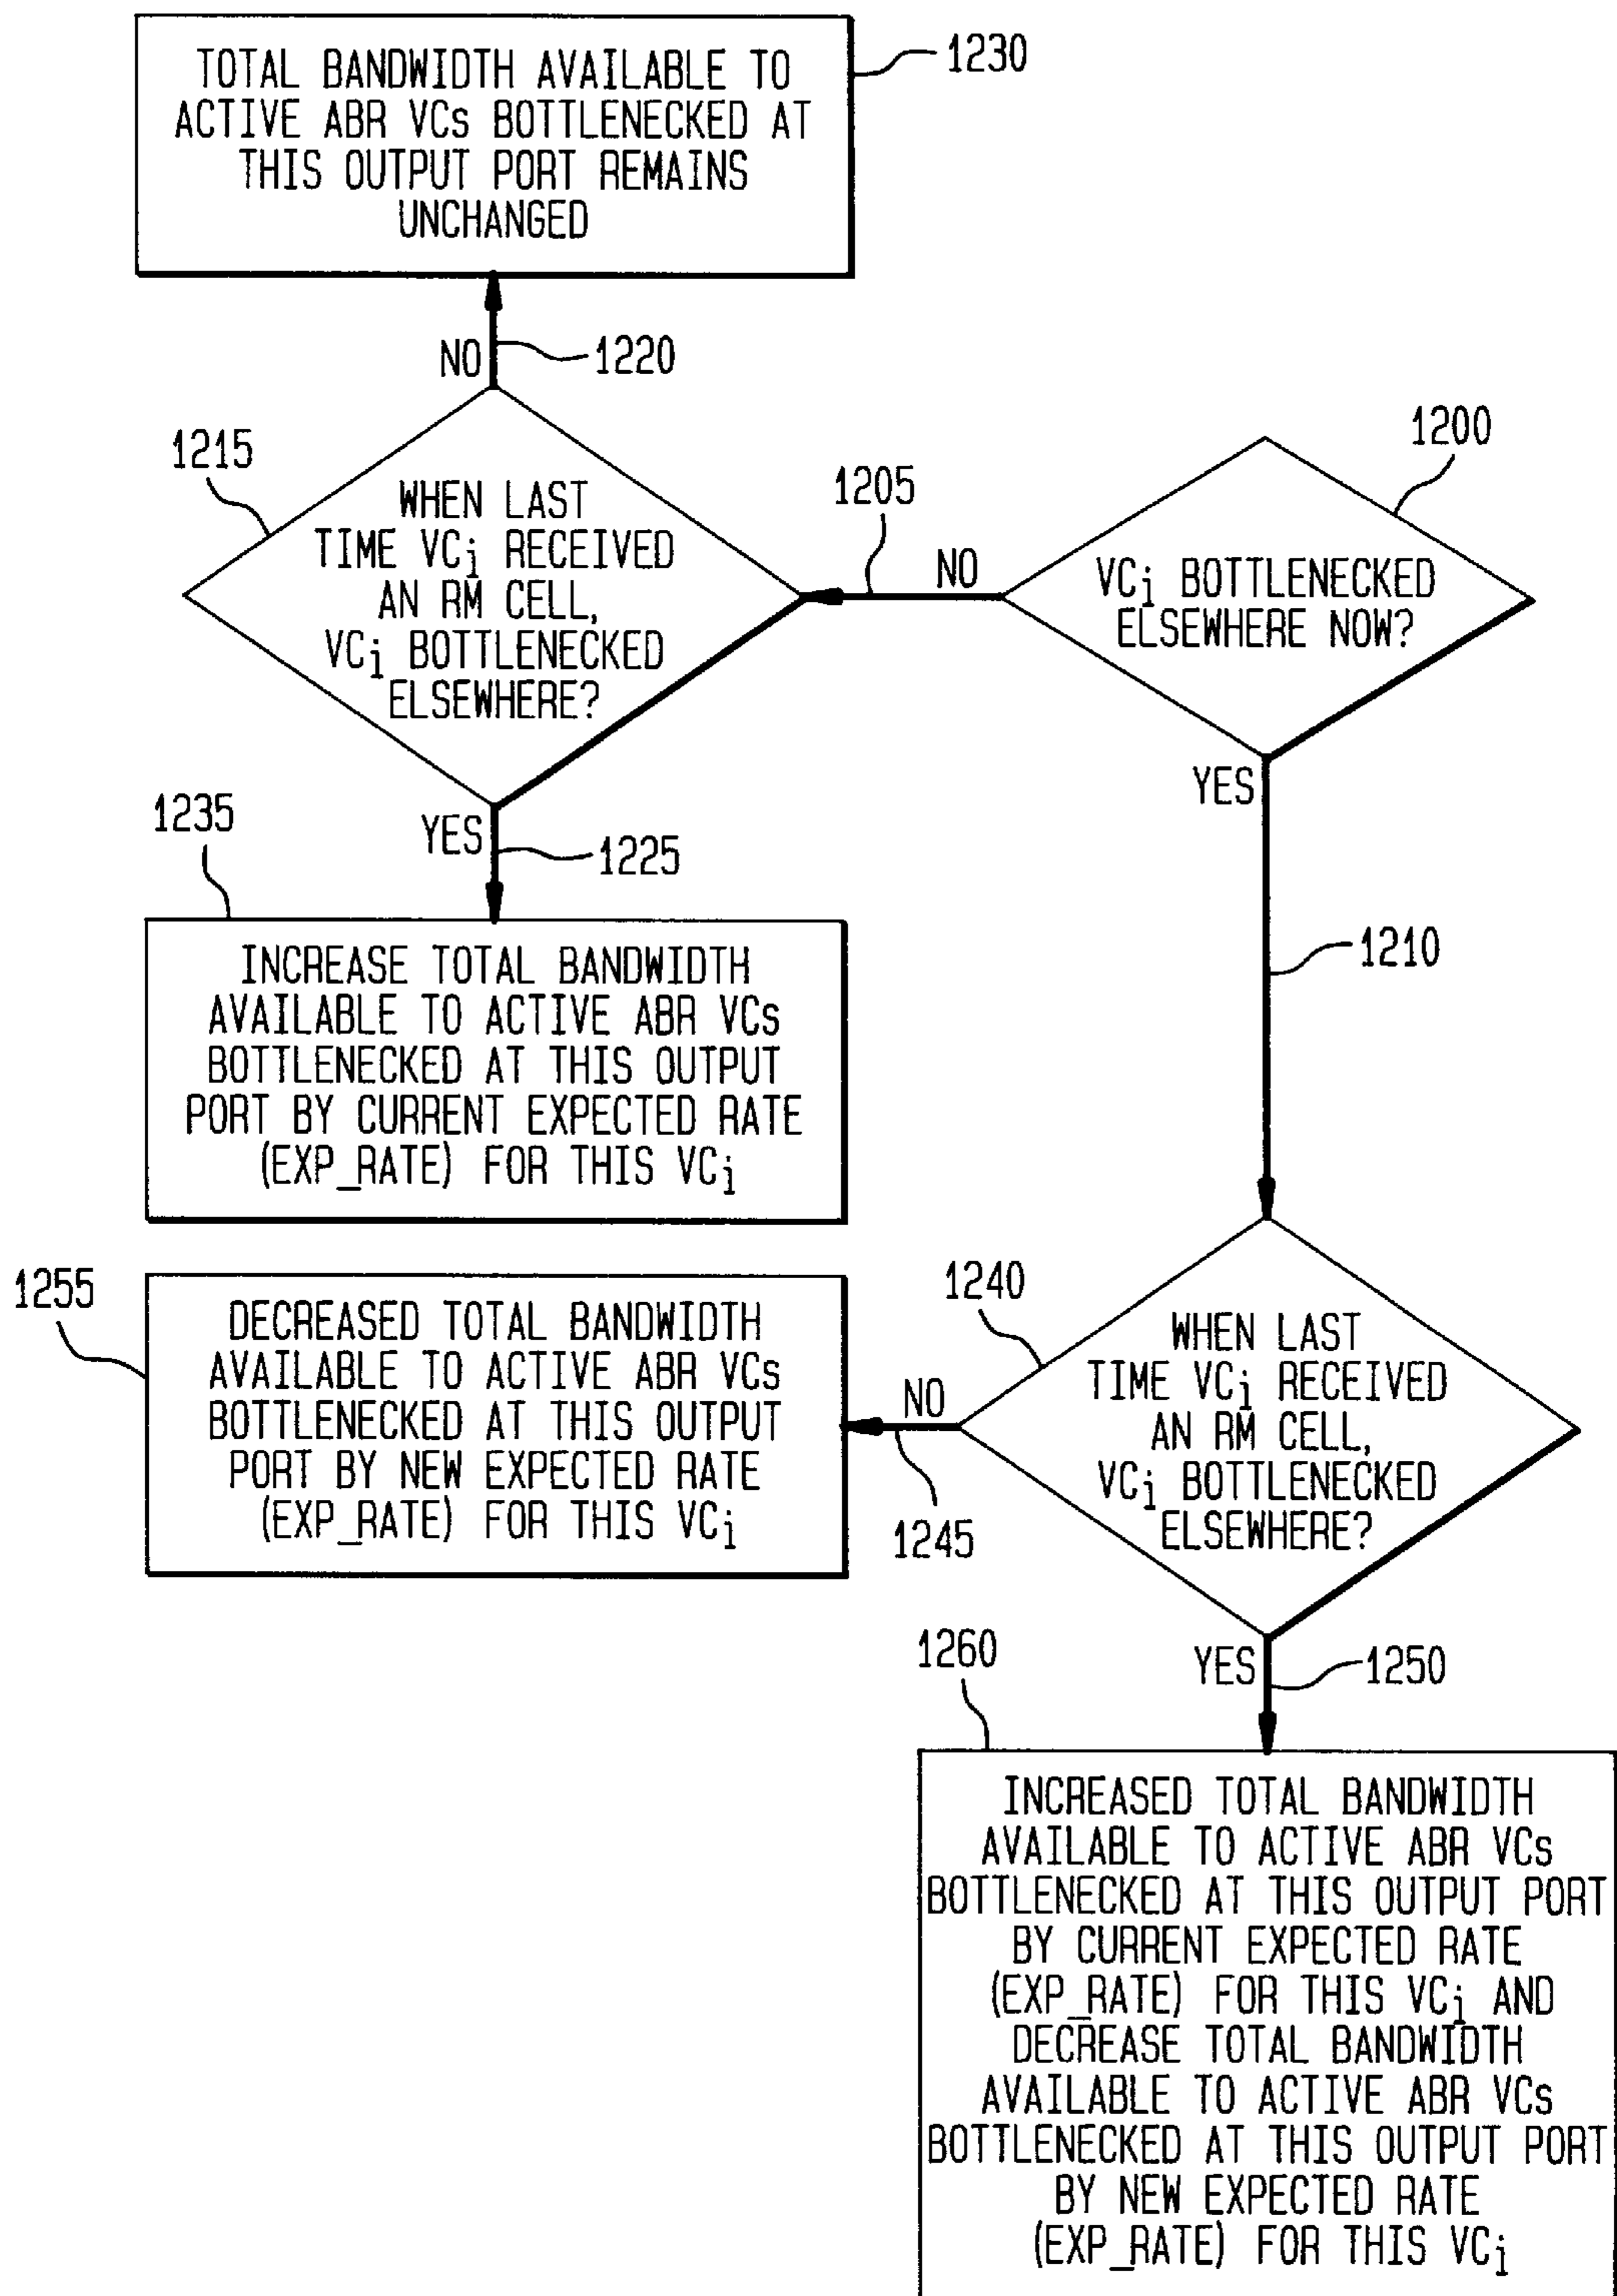 TOTAL BANDWIDTH AVAILABLE TO
ACTIVE ABR VCs BOTTLENECKED AT
THIS OUTPUT PORT REMAINS
UNCHANGED
1230
NO
1220
1215
WHEN LAST
TIME VCi RECEIVED
AN RM CELL,
VCi BOTTLENECKED
ELSEWHERE?
1205
NO
1200
VCi BOTTLENECKED
ELSEWHERE NOW?
YES
1225
YES
1210
1235
INCREASE TOTAL BANDWIDTH
AVAILABLE TO ACTIVE ABR VCs
BOTTLENECKED AT THIS OUTPUT
PORT BY CURRENT EXPECTED RATE
(EXP_RATE) FOR THIS VCi
1240
WHEN LAST
TIME VCi RECEIVED
AN RM CELL,
VCi BOTTLENECKED
ELSEWHERE?
NO
1245
1255
DECREASED TOTAL BANDWIDTH
AVAILABLE TO ACTIVE ABR VCs
BOTTLENECKED AT THIS OUTPUT
PORT BY NEW EXPECTED RATE
(EXP_RATE) FOR THIS VCi
YES
1250
1260
INCREASED TOTAL BANDWIDTH
AVAILABLE TO ACTIVE ABR VCs
BOTTLENECKED AT THIS OUTPUT PORT
BY CURRENT EXPECTED RATE
(EXP_RATE) FOR THIS VCi AND
DECREASE TOTAL BANDWIDTH
AVAILABLE TO ACTIVE ABR VCs
BOTTLENECKED AT THIS OUTPUT PORT
BY NEW EXPECTED RATE
(EXP_RATE) FOR THIS VCi